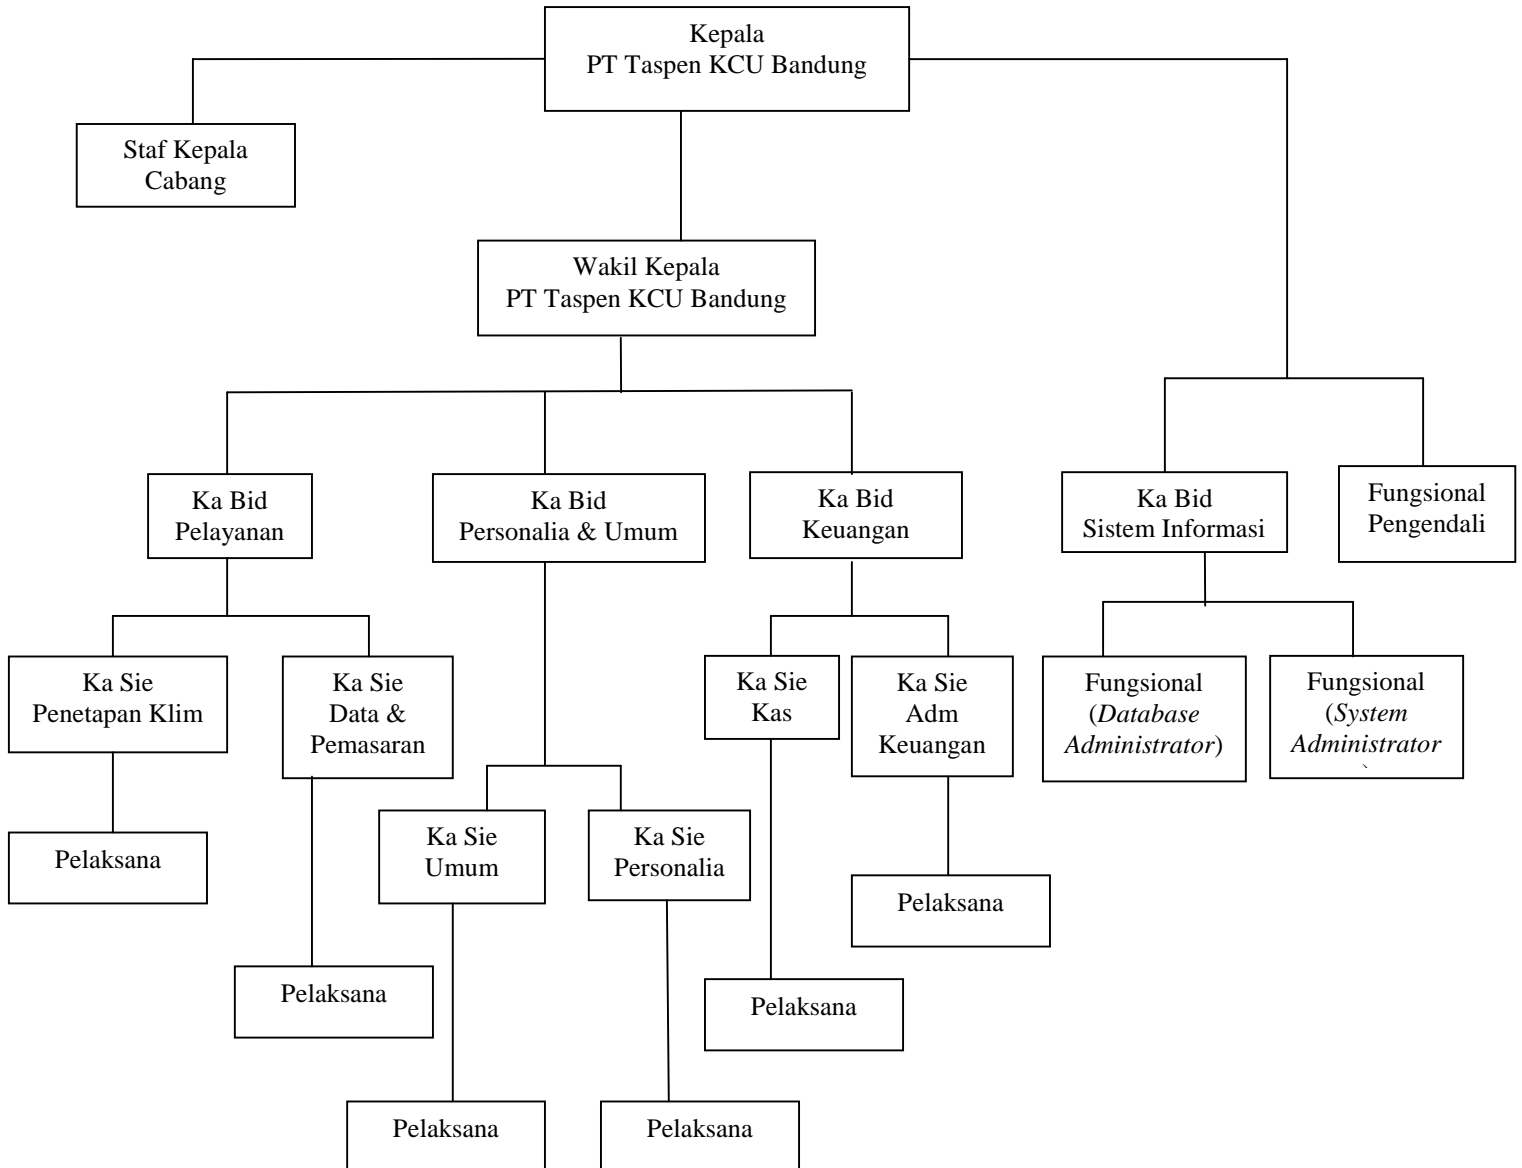 Kepala
PT Taspen KCU Bandung
Staf Kepala
Cabang
Wakil Kepala
PT Taspen KCU Bandung
Ka Bid
Pelayanan
Ka Bid
Personalia & Umum
Ka Bid
Keuangan
Ka Bid
Sistem Informasi
Fungsional
Pengendali
Ka Sie
Penetapan Klim
Ka Sie
Data &
Pemasaran
Ka Sie
Kas
Ka Sie
Adm
Keuangan
Fungsional
(Database
Administrator)
Fungsional
(System
Administrator
Ka Sie
Umum
Ka Sie
Personalia
Pelaksana
Pelaksana
Pelaksana
Pelaksana
Pelaksana
Pelaksana